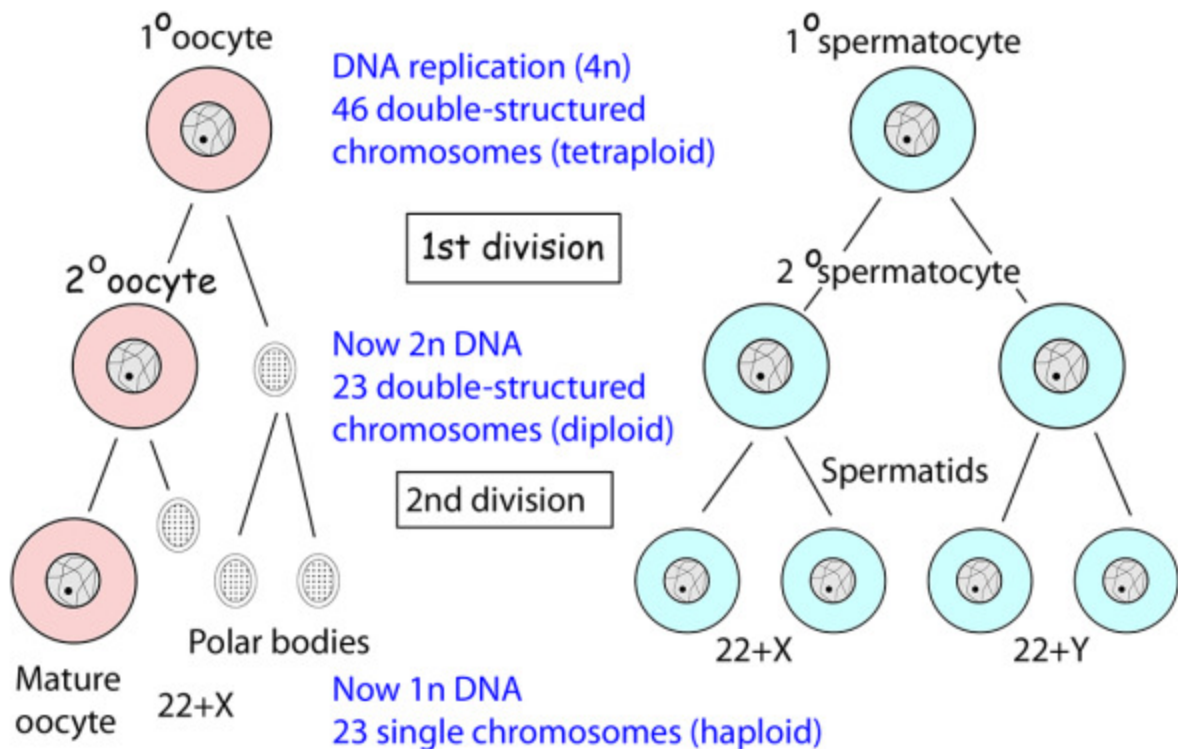 1°oocyte
1°spermatocyte
DNA replication (4n)
46 double-structured
chromosomes (tetraploid)
1st division
2°oocyte
2 °spermatocyte
Now 2n DNA
23 double-structured
chromosomes (diploid)
2nd division
Spermatids
Polar bodies
22+X
22+Y
Mature
oocyte
22+X
Now 1n DNA
23 single chromosomes (haploid)